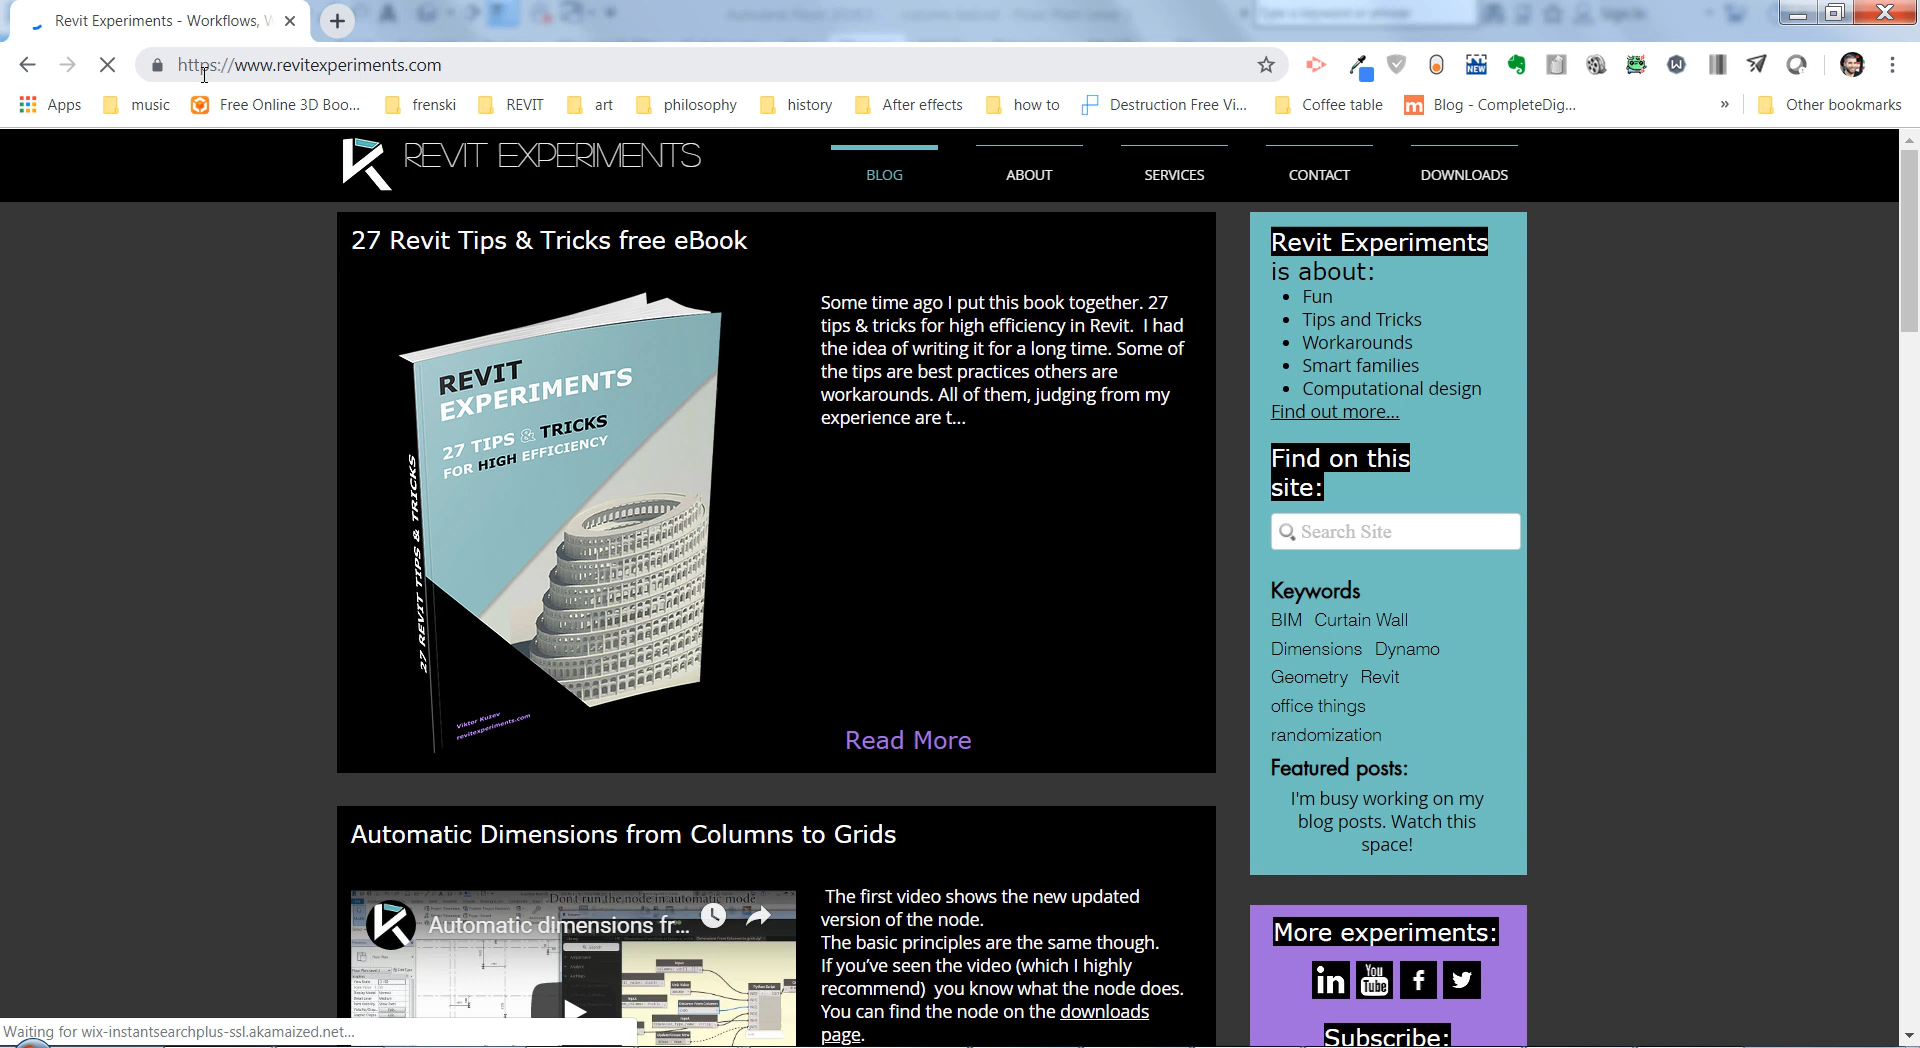 Revit Experiments - Workflows, W
https://www.revitexperiments.com
Apps
music
Free Online 3D Boo...
frenski
REVIT
art
philosophy
history
After effects
how to
Destruction Free Vi...
Coffee table
Blog - CompleteDig...
»
Other bookmarks
REVIT EXPERIMENTS
BLOG
ABOUT
SERVICES
CONTACT
DOWNLOADS
27 Revit Tips & Tricks free eBook
REVIT
EXPERIMENTS
27 TIPS & TRICKS
FOR HIGH EFFICIENCY
27 REVIT TIPS & TRICKS
Viktor Kuzev
revitexperiments.com
Some time ago I put this book together. 27
tips & tricks for high efficiency in Revit. I had
the idea of writing it for a long time. Some of
the tips are best practices others are
workarounds. All of them, judging from my
experience are t...
Read More
Automatic Dimensions from Columns to Grids
Don't run the node in automatic mode
Automatic dimensions fr...
The first video shows the new updated
version of the node.
The basic principles are the same though.
If you've seen the video (which I highly
recommend) you know what the node does.
You can find the node on the downloads
page.
Revit Experiments
is about:
• Fun
• Tips and Tricks
• Workarounds
• Smart families
• Computational design
Find out more...
Find on this
site:
Search Site
Keywords
BIM Curtain Wall
Dimensions Dynamo
Geometry Revit
office things
randomization
Featured posts:
I'm busy working on my
blog posts. Watch this
space!
More experiments:
in
You
Tube
f
Subscribe:
Waiting for wix-instantsearchplus-ssl.akamaized.net...